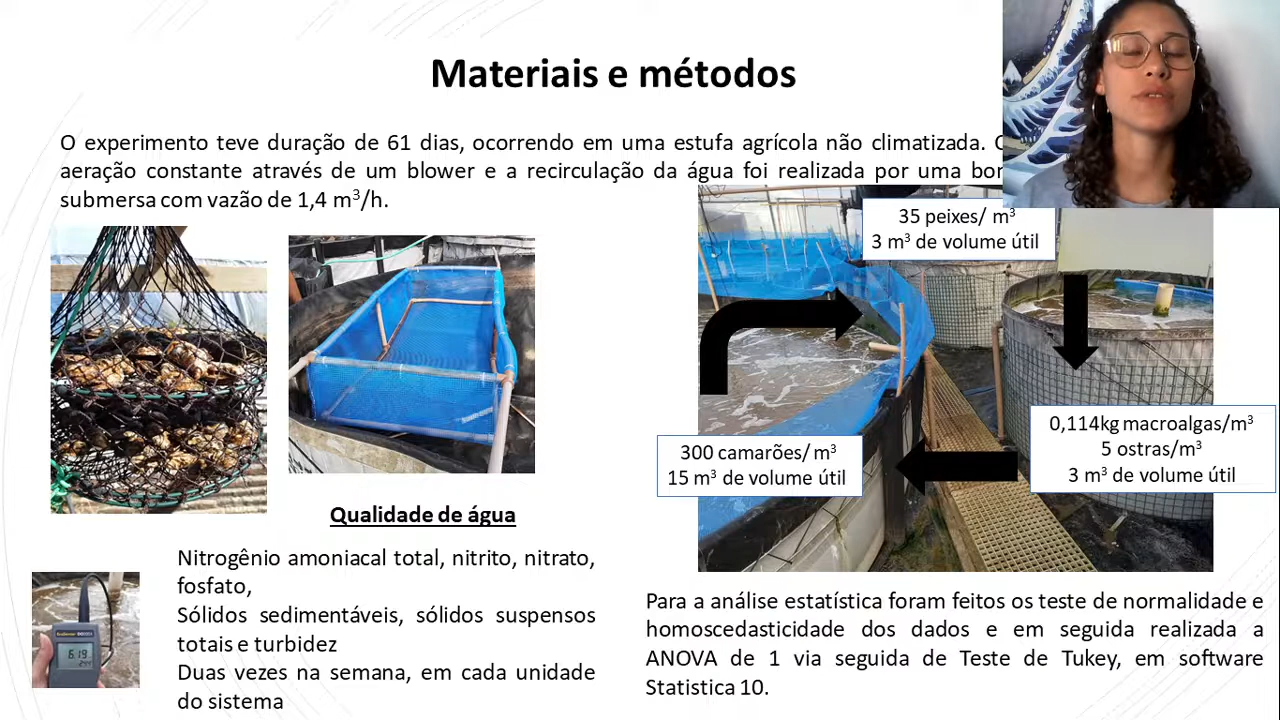 Materiais e métodos
O experimento teve duração de 61 dias, ocorrendo em uma estufa agrícola não climatizada.
aeração constante através de um blower e a recirculação da água foi realizada por uma
submersa com vazão de 1,4 m³/h.
35 peixes/ m³
3 m³ de volume útil
0,114kg macroalgas/m³
5 ostras/m³
3 m³ de volume útil
300 camarões/ m³
15 m³ de volume útil
Qualidade de água
Nitrogênio amoniacal total, nitrito, nitrato,
fosfato,
Sólidos sedimentáveis, sólidos suspensos
totais e turbidez
Duas vezes na semana, em cada unidade
do sistema
6.19
Para a análise estatística foram feitos os teste de normalidade e
homoscedasticidade dos dados e em seguida realizada a
ANOVA de 1 via seguida de Teste de Tukey, em software
Statistica 10.